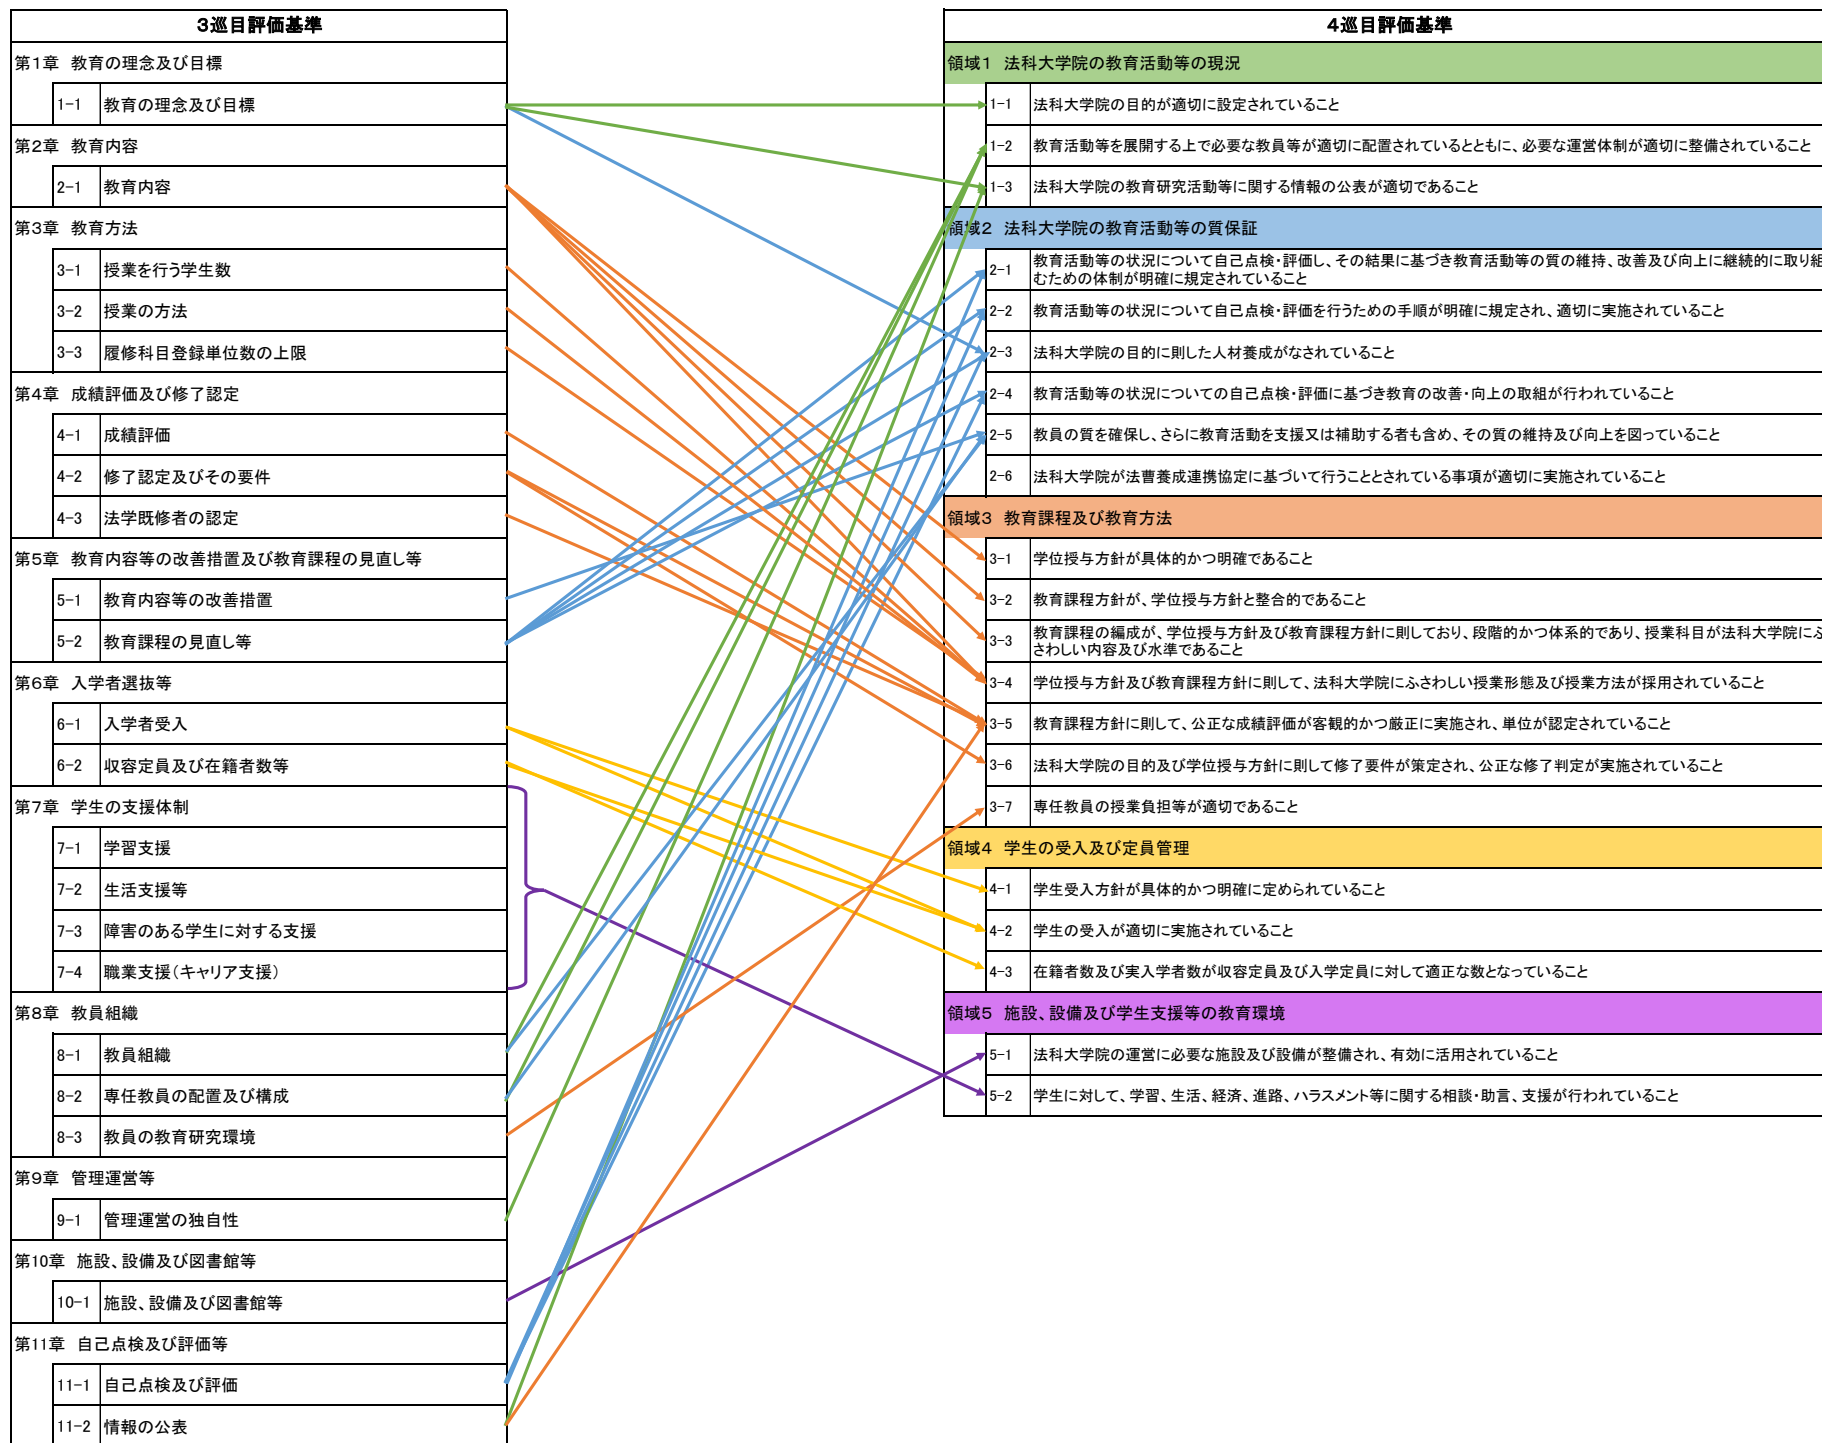 3巡目評価基準
第1章 教育の理念及び目標
1-1 教育の理念及び目標
第2章 教育内容
2-1 教育内容
第3章 教育方法
3-1 授業を行う学生数
3-2 授業の方法
3-3 履修科目登録単位数の上限
第4章 成績評価及び修了認定
4-1 成績評価
4-2 修了認定及びその要件
4-3 法学既修者の認定
第5章 教育内容等の改善措置及び教育課程の見直し等
5-1 教育内容等の改善措置
5-2 教育課程の見直し等
第6章 入学者選抜等
6-1 入学者受入
6-2 収容定員及び在籍者数等
第7章 学生の支援体制
7-1 学習支援
7-2 生活支援等
7-3 障害のある学生に対する支援
7-4 職業支援(キャリア支援)
第8章 教員組織
8-1 教員組織
8-2 専任教員の配置及び構成
8-3 教員の教育研究環境
第9章 管理運営等
9-1 管理運営の独自性
第10章 施設、設備及び図書館等
10-1 施設、設備及び図書館等
第11章 自己点検及び評価等
11-1 自己点検及び評価
11-2 情報の公表
4巡目評価基準
領域1 法科大学院の教育活動等の現況
1-1 法科大学院の目的が適切に設定されていること
1-2 教育活動等を展開する上で必要な教員等が適切に配置されているとともに、必要な運営体制が適切に整備されていること
1-3 法科大学院の教育研究活動等に関する情報の公表が適切であること
領域2 法科大学院の教育活動等の質保証
2-1 教育活動等の状況について自己点検・評価し、その結果に基づき教育活動等の質の維持、改善及び向上に継続的に取り組
むための体制が明確に規定されていること
2-2 教育活動等の状況について自己点検・評価を行うための手順が明確に規定され、適切に実施されていること
2-3 法科大学院の目的に則した人材養成がなされていること
2-4 教育活動等の状況についての自己点検・評価に基づき教育の改善・向上の取組が行われていること
2-5 教員の質を確保し、さらに教育活動を支援又は補助する者も含め、その質の維持及び向上を図っていること
2-6 法科大学院が法曹養成連携協定に基づいて行うこととされている事項が適切に実施されていること
領域3 教育課程及び教育方法
3-1 学位授与方針が具体的かつ明確であること
3-2 教育課程方針が、学位授与方針と整合的であること
3-3 教育課程の編成が、学位授与方針及び教育課程方針に則しており、段階的かつ体系的であり、授業科目が法科大学院にふ
さわしい内容及び水準であること
3-4 学位授与方針及び教育課程方針に則して、法科大学院にふさわしい授業形態及び授業方法が採用されていること
3-5 教育課程方針に則して、公正な成績評価が客観的かつ厳正に実施され、単位が認定されていること
3-6 法科大学院の目的及び学位授与方針に則して修了要件が策定され、公正な修了判定が実施されていること
3-7 専任教員の授業負担等が適切であること
領域4 学生の受入及び定員管理
4-1 学生受入方針が具体的かつ明確に定められていること
4-2 学生の受入が適切に実施されていること
4-3 在籍者数及び実入学者数が収容定員及び入学定員に対して適正な数となっていること
領域5 施設、設備及び学生支援等の教育環境
5-1 法科大学院の運営に必要な施設及び設備が整備され、有効に活用されていること
5-2 学生に対して、学習、生活、経済、進路、ハラスメント等に関する相談・助言、支援が行われていること